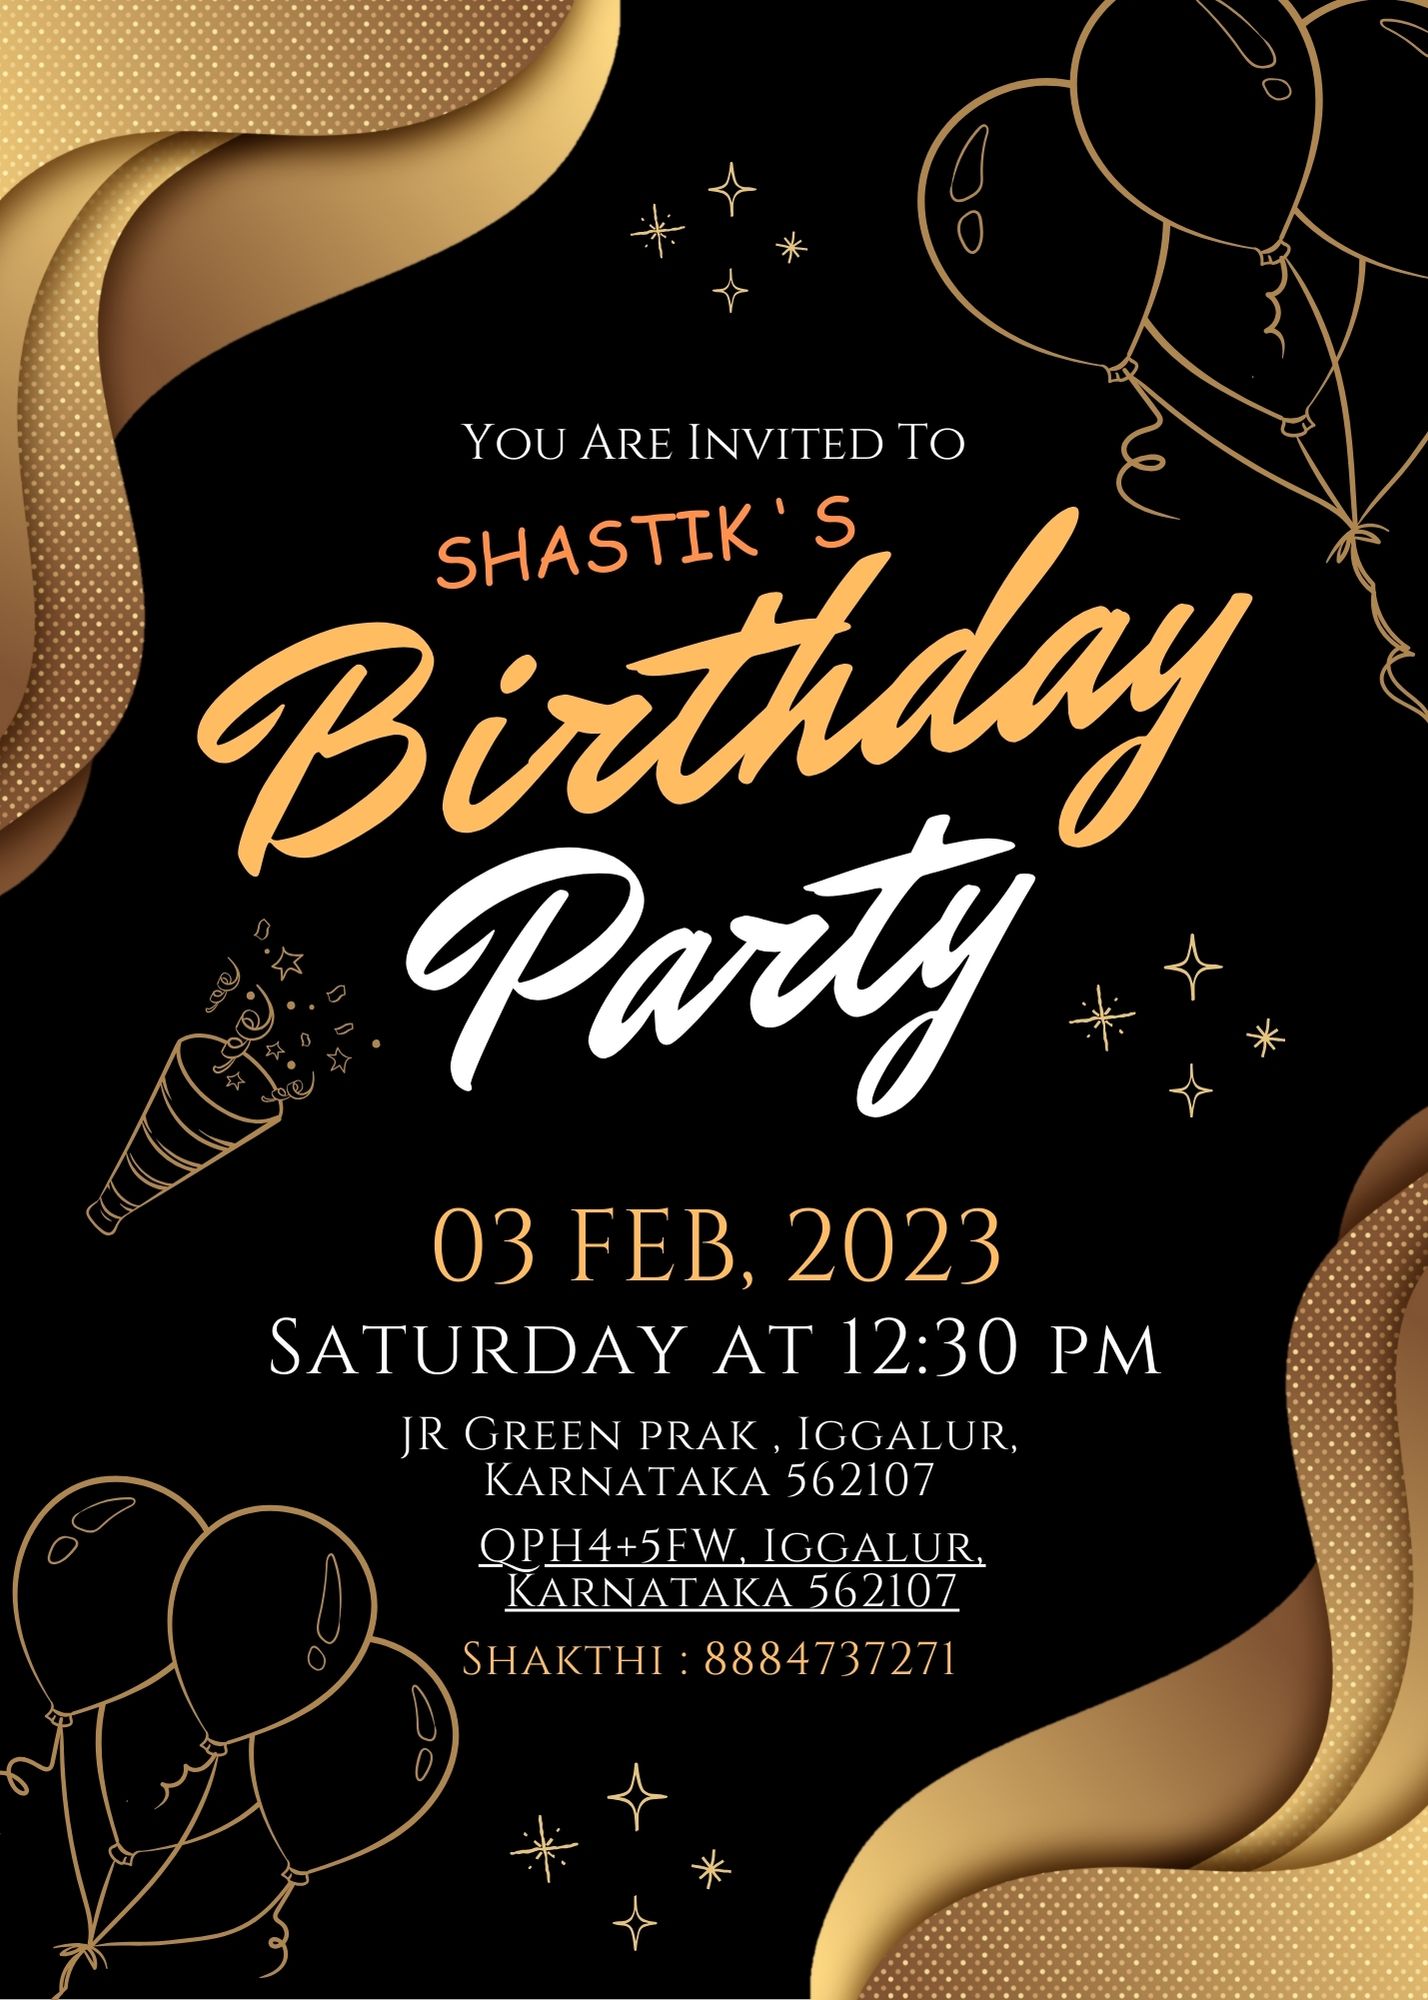 You Are Invited To
SHASTIK'S
Birthday
Party
03 FEB, 2023
Saturday at 12:30 pm
JR Green prak , Iggalur,
Karnataka 562107
QPH4+5FW, Iggalur,
Karnataka 562107
Shakthi : 8884737271